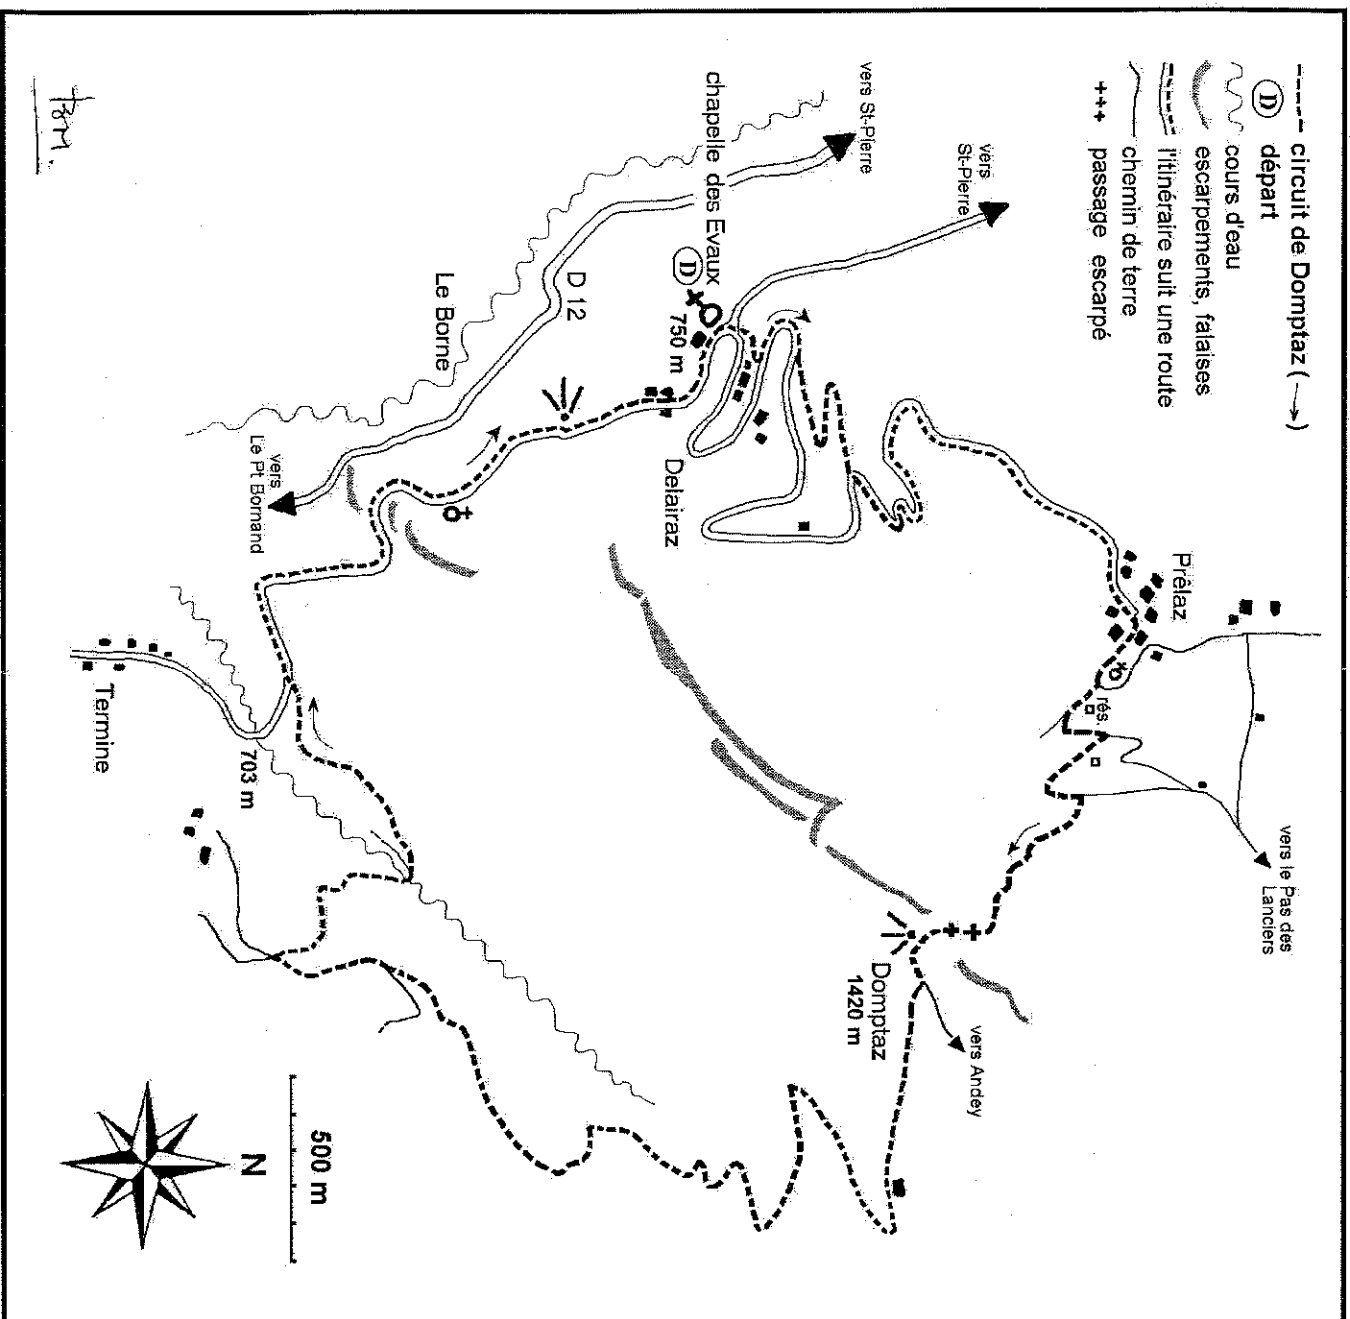 circuit de Domptaz (→)
D départ
cours d'eau
escarpements, falaises
l'itinéraire suit une route
chemin de terre
+++ passage escarpé
vers St-Pierre
vers
St-Pierre
chapelle des Evaux
D
750 m
D 12
Le Borne
Delairaz
vers
Le Pt Bornand
Prélaz
rés.
vers le Pas des
Lanciers
Domptaz
1420 m
vers Andey
Termine
703 m
500 m
N